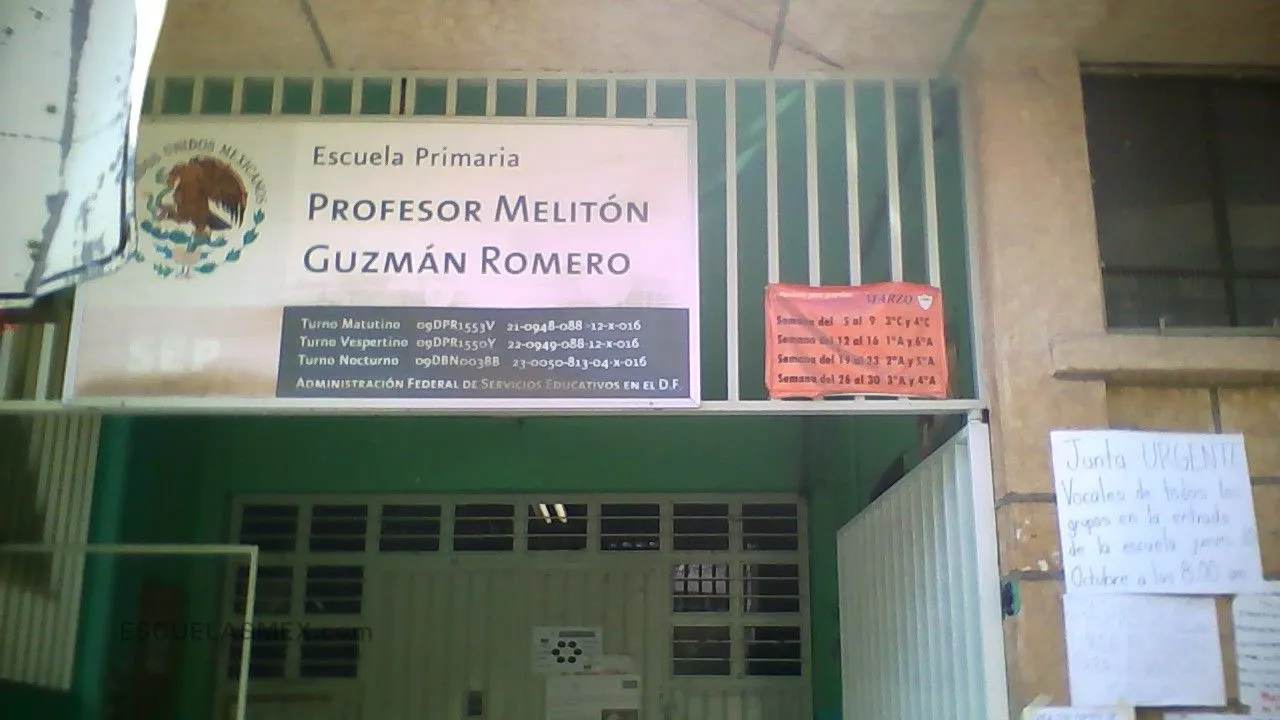 UNIDOS MEXICANOS
Escuela Primaria
PROFESOR MELITÓN
GUZMÁN ROMERO
Turno Matutino 09DPR1553V 21-0948-088-12-X-016
Turno Vespertino 09DPR1550Y 22-0949-088-12-X-016
Turno Nocturno 09DBN0038B 23-0050-813-04-X-016
ADMINISTRACIÓN FEDERAL DE SERVICIOS EDUCATIVOS EN EL D.F.
MARZO
Semana del 5 al 9 2°C y 4°C
Semana del 12 al 16 1°A y 6°A
Semana del 19 al 23 2°A y 5°A
Semana del 26 al 30 3°A y 4°A
Junta URGENTE
Vocales de todos los
grupos en la entrada
de la escuela jueves
Octubre a las 8:00 am
ESCUELASMEX.com